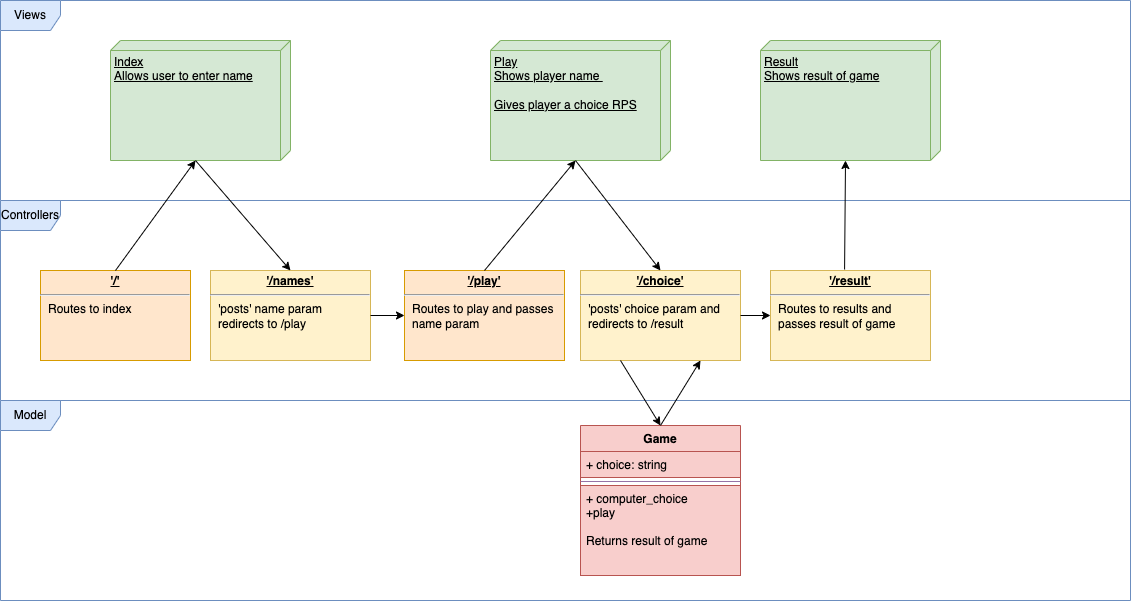 Views
Index
Allows user to enter name
Play
Shows player name
Gives player a choice RPS
Result
Shows result of game
Controllers
'/'
Routes to index
'/names'
'posts' name param
redirects to /play
'/play'
Routes to play and passes
name param
'/choice'
'posts' choice param and
redirects to /result
'/result'
Routes to results and
passes result of game
Model
Game
+ choice: string
+ computer_choice
+play
Returns result of game